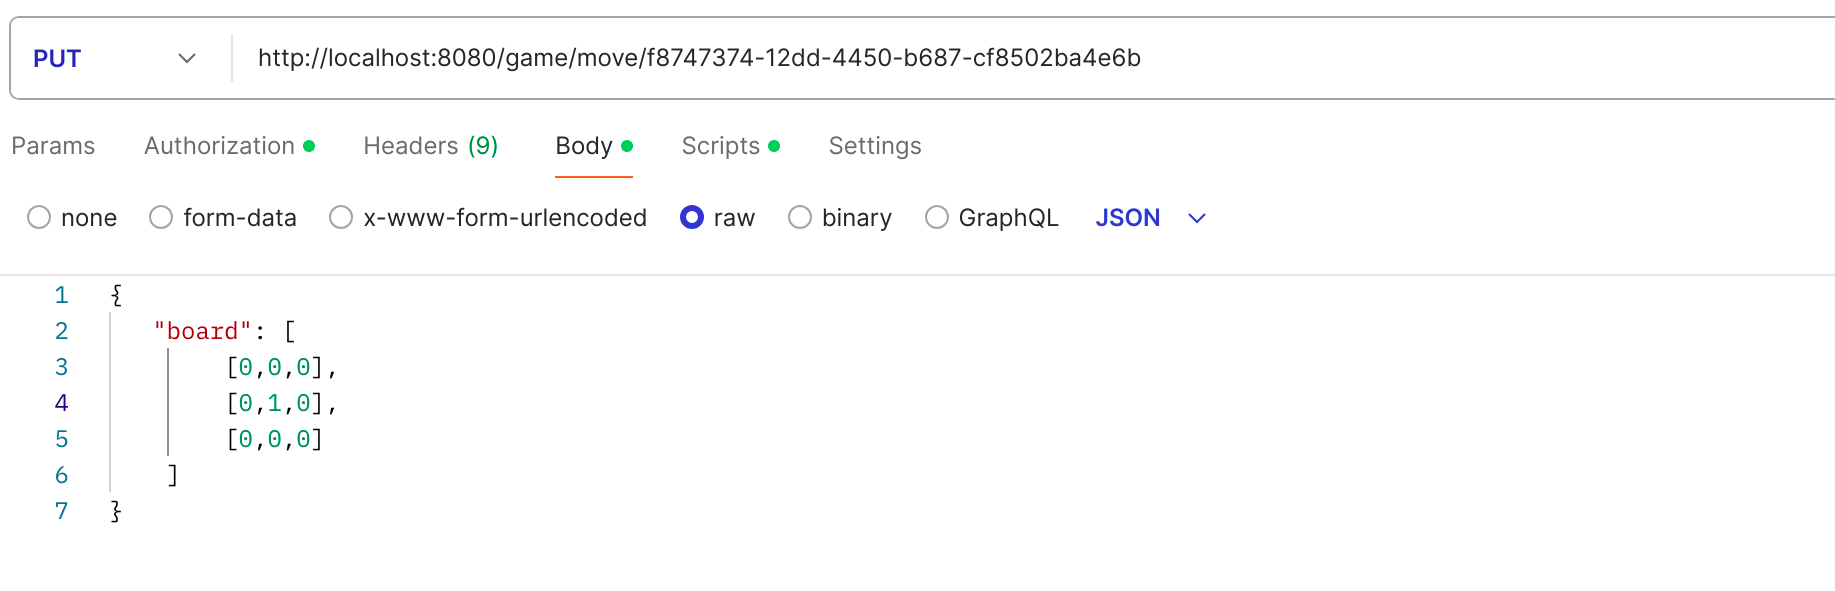 PUT http://localhost:8080/game/move/f8747374-12dd-4450-b687-cf8502ba4e6b
Params Authorization Headers (9) Body Scripts Settings
none form-data x-www-form-urlencoded raw binary GraphQL JSON
1 {
2 "board": [
3 [0,0,0],
4 [0,1,0],
5 [0,0,0]
6 ]
7 }